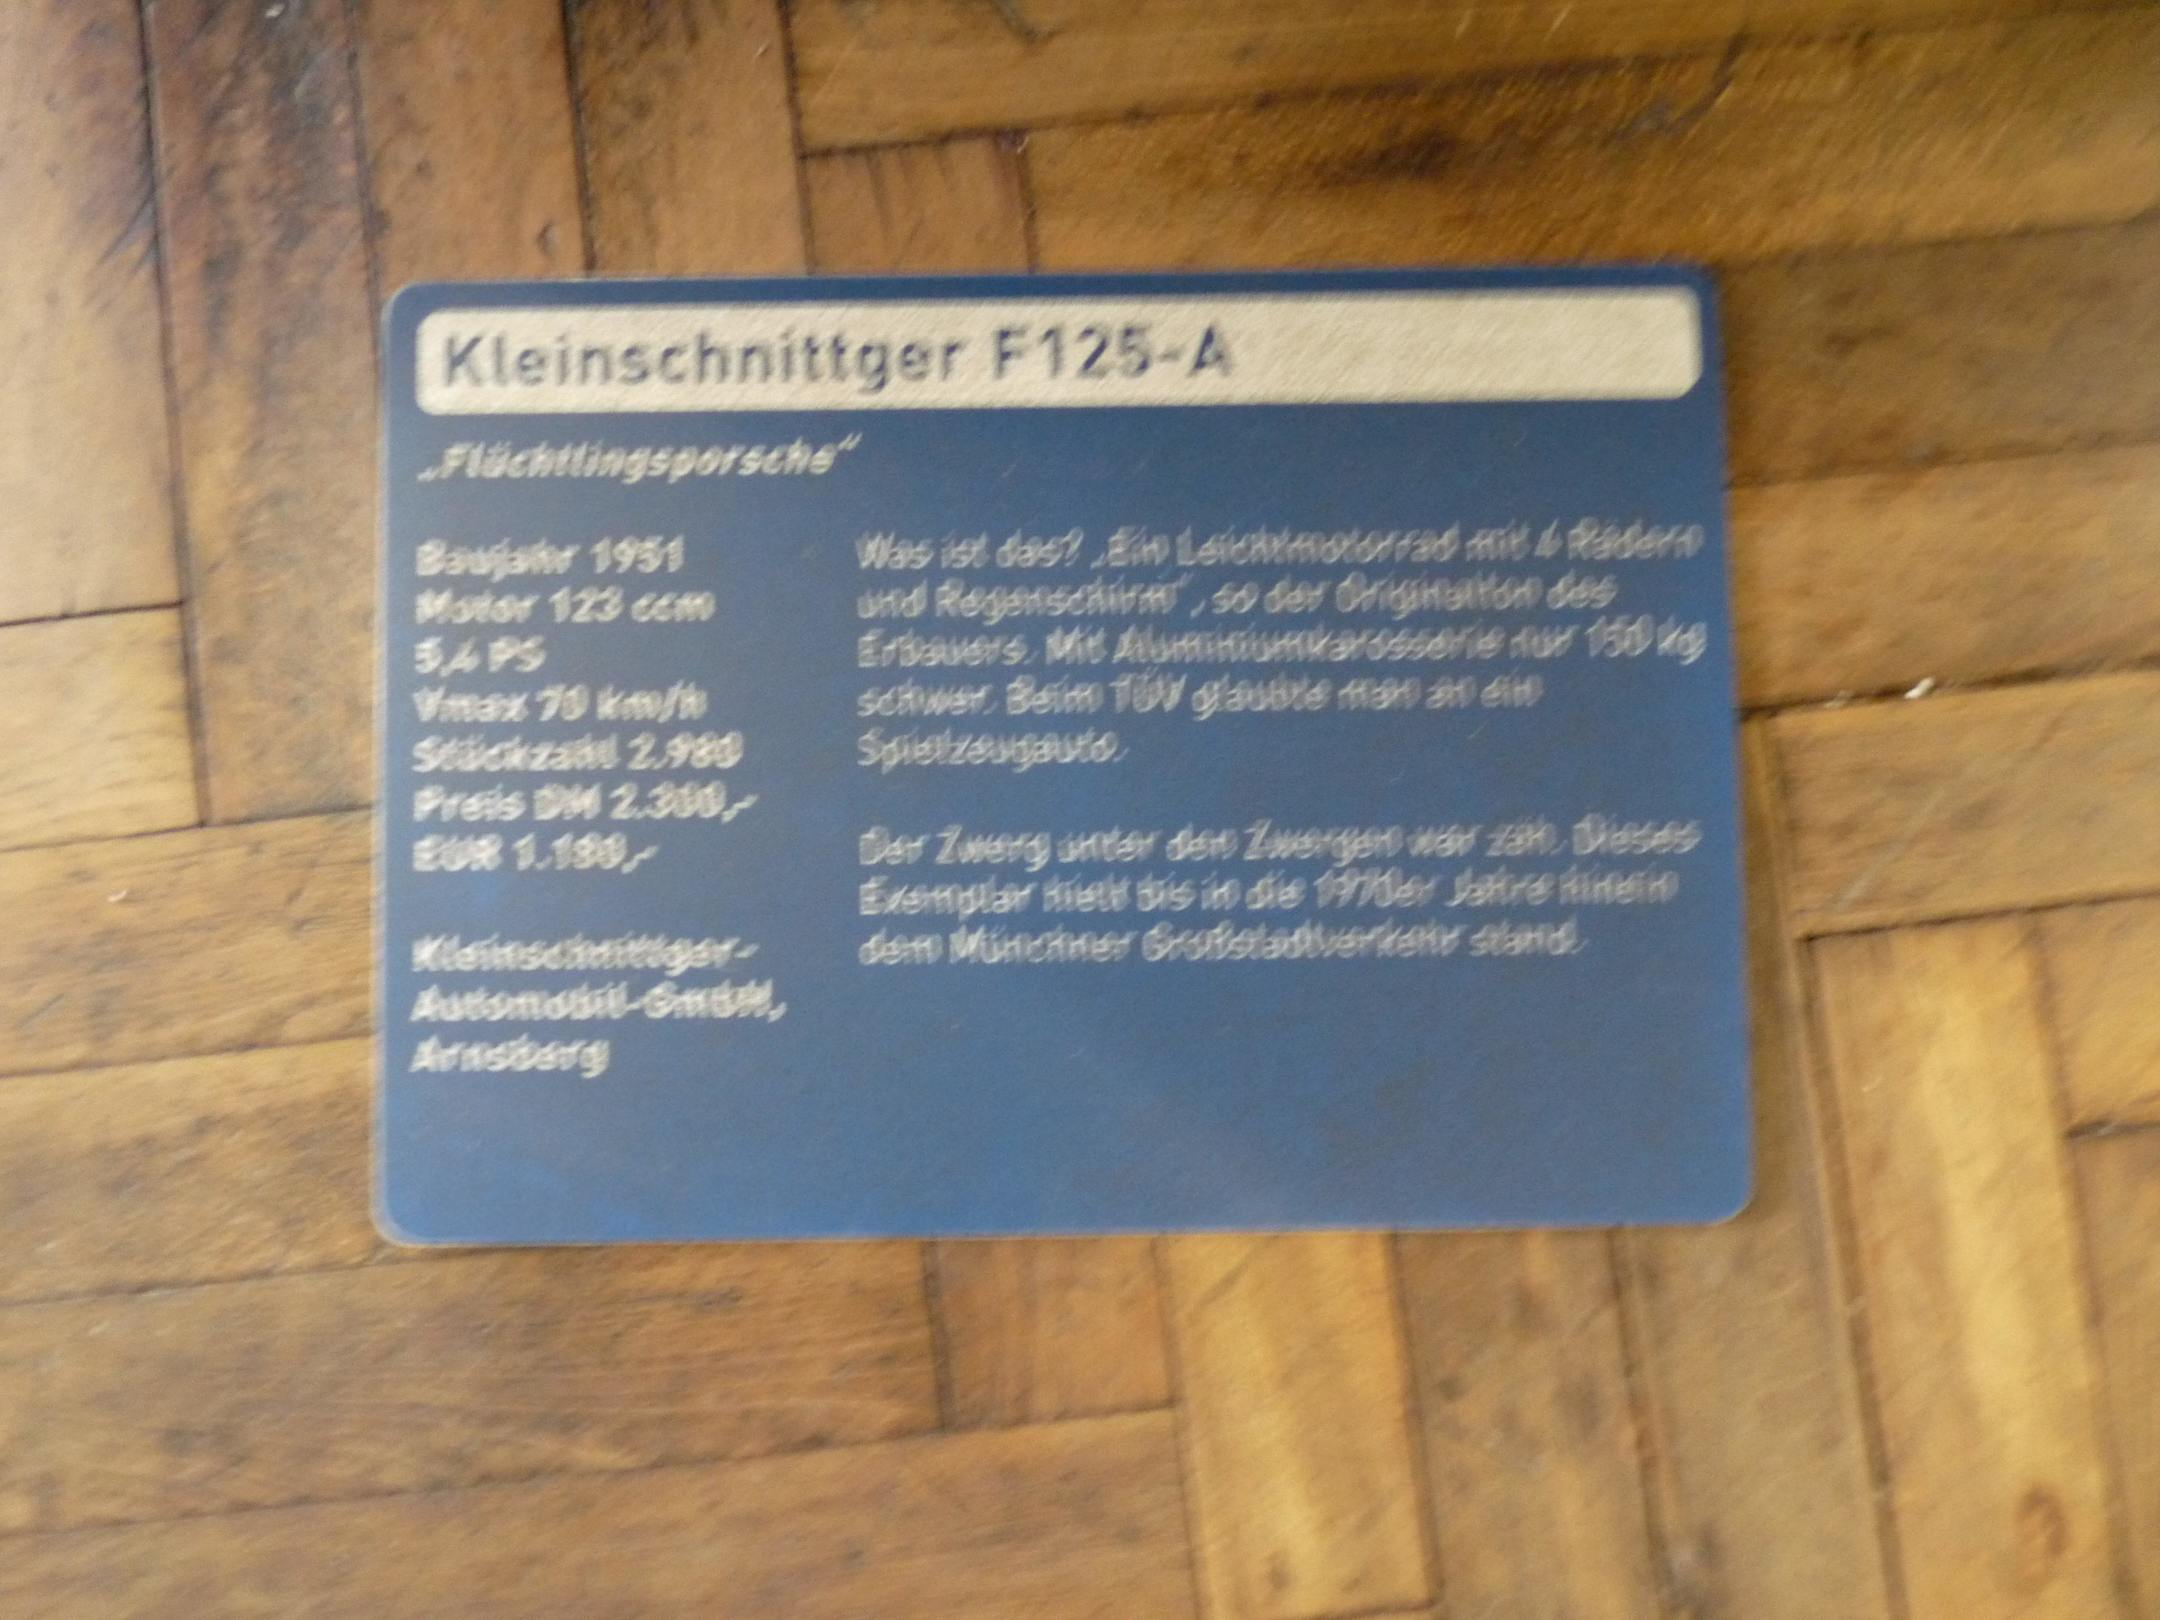 Kleinschnittger F125-A
„Flüchtlingsporsche“
Baujahr 1951
Motor 123 ccm
5,4 PS
Vmax 70 km/h
Stückzahl 2.980
Preis DM 2.300,-
EUR 1.180,-
Kleinschnittger-
Automobil-GmbH,
Arnsberg
Was ist das? „Ein Leichtmotorrad mit 4 Rädern
und Regenschirm“, so der Originalton des
Erbauers. Mit Aluminiumkarosserie nur 150 kg
schwer. Beim TÜV glaubte man an ein
Spielzeugauto.
Der Zwerg unter den Zwergen war zäh. Dieses
Exemplar hielt bis in die 1970er Jahre hinein
dem Münchner Großstadtverkehr stand.